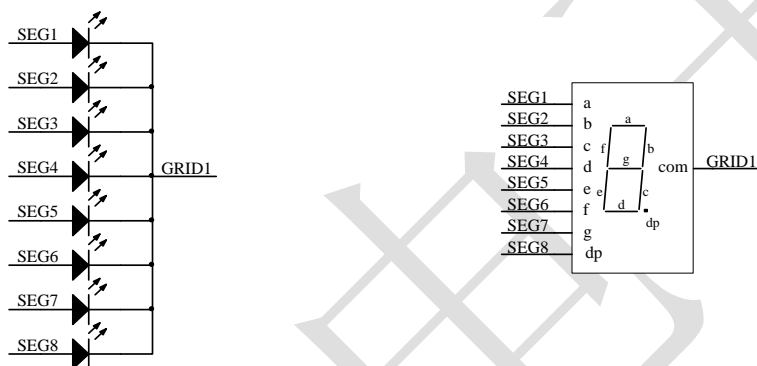 SEG1
SEG2
SEG3
SEG4
SEG5
SEG6
SEG7
SEG8
GRID1
SEG1
SEG2
SEG3
SEG4
SEG5
SEG6
SEG7
SEG8
a
b
c
d
e
f
g
dp
a
f
b
g
e
c
d
dp
com
GRID1